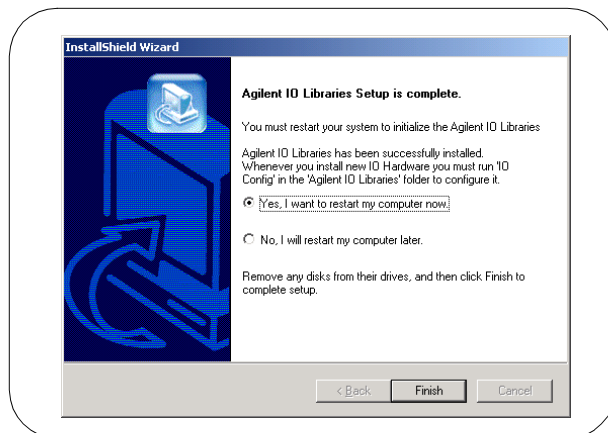 InstallShield Wizard
Agilent IO Libraries Setup is complete.
You must restart your system to initialize the Agilent IO Libraries
Agilent IO Libraries has been successfully installed.
Whenever you install new IO Hardware you must run 'IO
Config' in the 'Agilent IO Libraries' folder to configure it.
Yes, I want to restart my computer now.
No, I will restart my computer later.
Remove any disks from their drives, and then click Finish to
complete setup.
< Back Finish Cancel